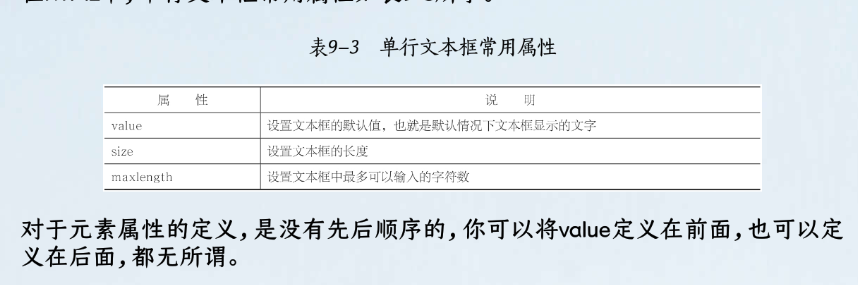 表9-3 单行文本框常用属性
属 性 说 明
value 设置文本框的默认值，也就是默认情况下文本框显示的文字
size 设置文本框的长度
maxlength 设置文本框中最多可以输入的字符数
对于元素属性的定义，是没有先后顺序的，你可以将value定义在前面，也可以定
义在后面，都无所谓。